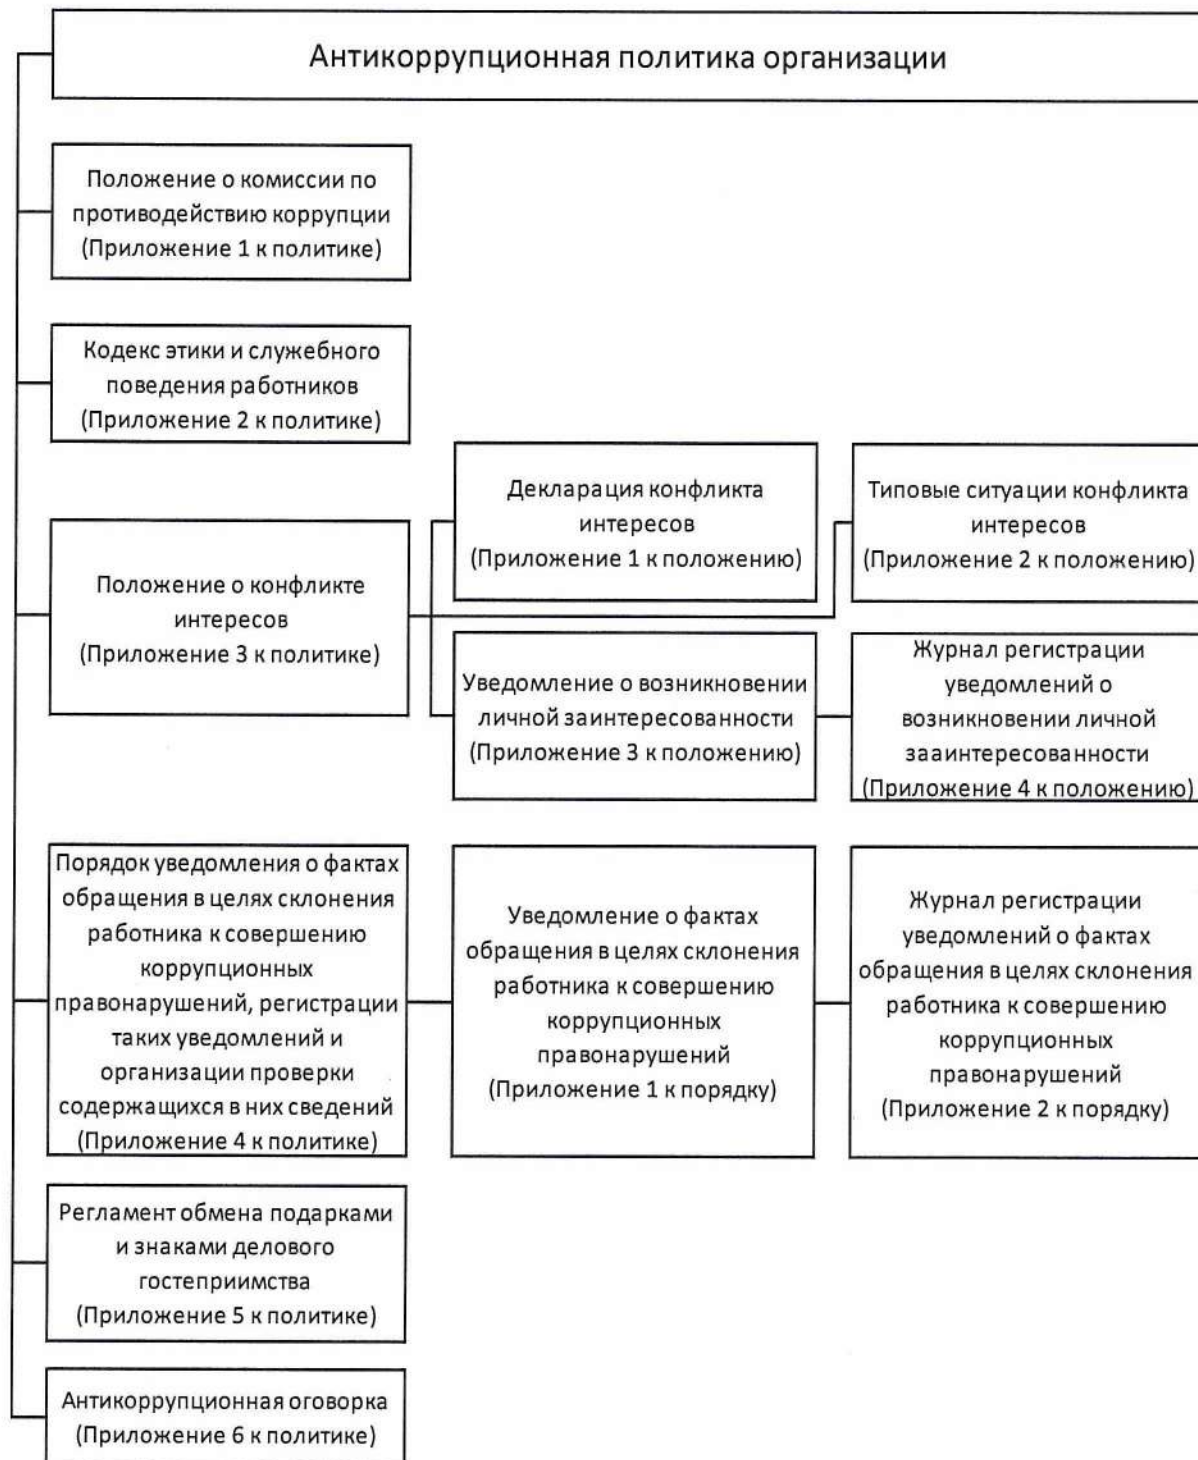 Антикоррупционная политика организации
Положение о комиссии по
противодействию коррупции
(Приложение 1 к политике)
Кодекс этики и служебного
поведения работников
(Приложение 2 к политике)
Положение о конфликте
интересов
(Приложение 3 к политике)
Декларация конфликта
интересов
(Приложение 1 к положению)
Типовые ситуации конфликта
интересов
(Приложение 2 к положению)
Уведомление о возникновении
личной заинтересованности
(Приложение 3 к положению)
Журнал регистрации
уведомлений о
возникновении личной
зааинтересованности
(Приложение 4 к положению)
Порядок уведомления о фактах
обращения в целях склонения
работника к совершению
коррупционных
правонарушений, регистрации
таких уведомлений и
организации проверки
содержащихся в них сведений
(Приложение 4 к политике)
Уведомление о фактах
обращения в целях склонения
работника к совершению
коррупционных
правонарушений
(Приложение 1 к порядку)
Журнал регистрации
уведомлений о фактах
обращения в целях склонения
работника к совершению
коррупционных
правонарушений
(Приложение 2 к порядку)
Регламент обмена подарками
и знаками делового
гостеприимства
(Приложение 5 к политике)
Антикоррупционная оговорка
(Приложение 6 к политике)